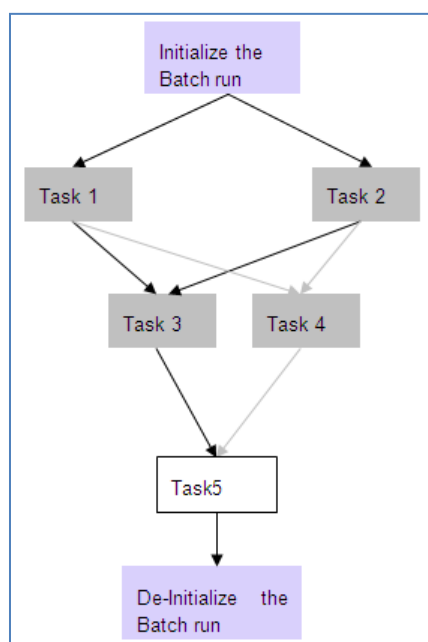 Initialize the
Batch run
Task 1
Task 2
Task 3
Task 4
Task5
De-Initialize the
Batch run